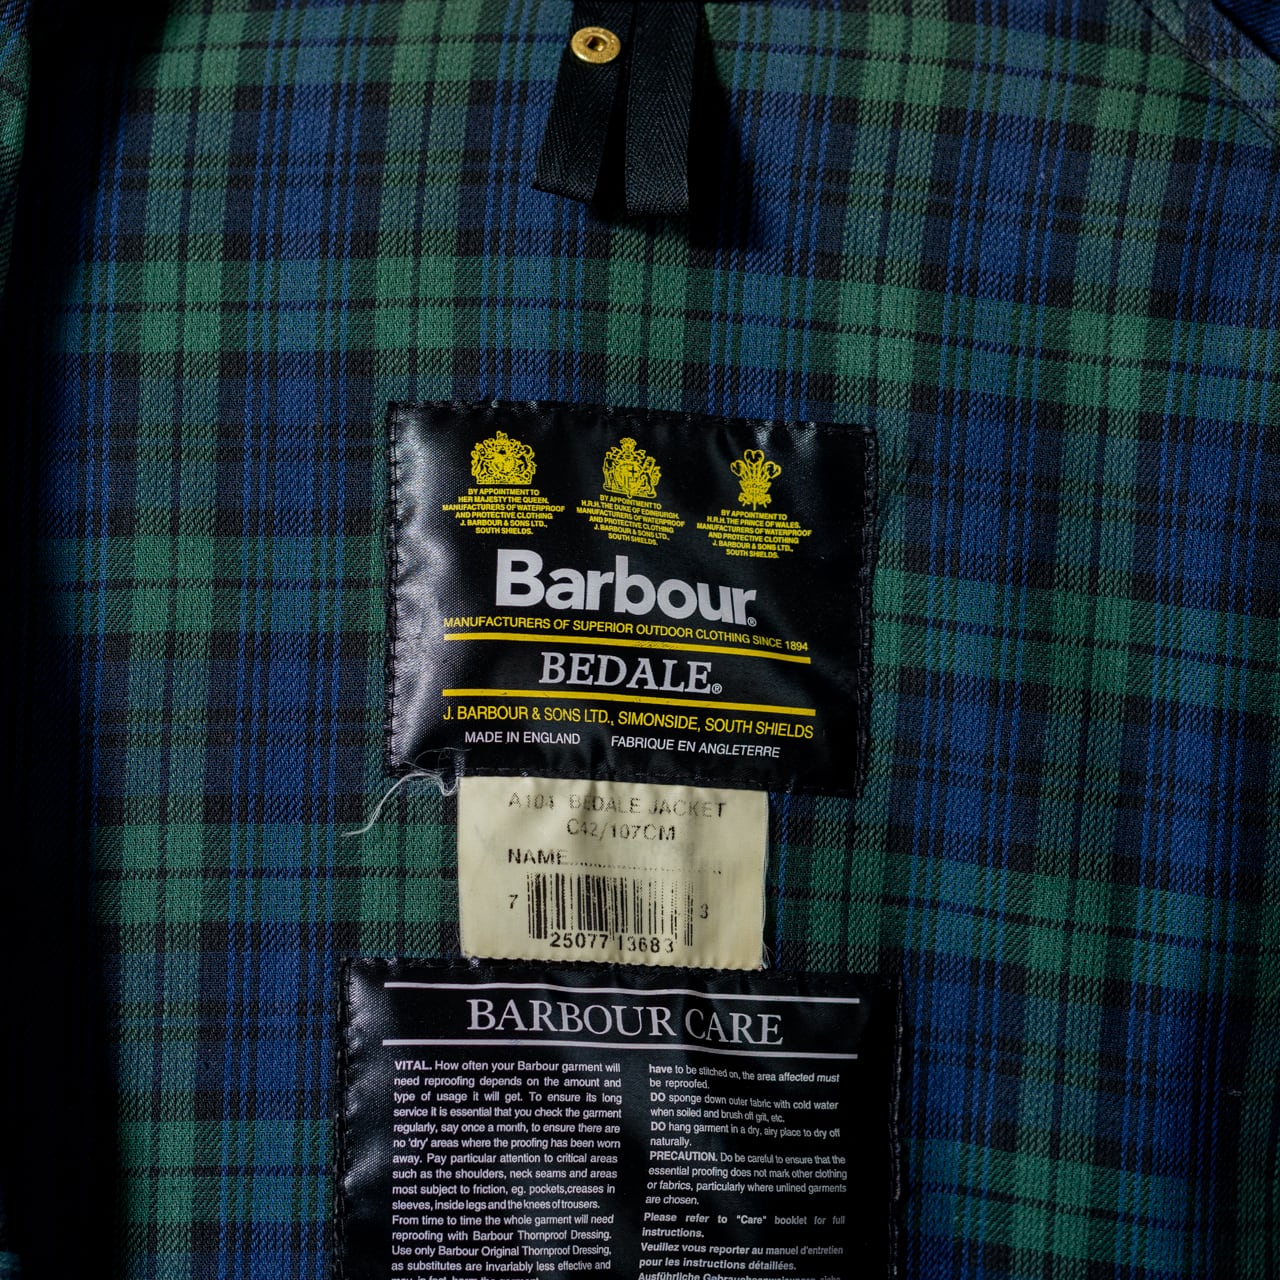 BY APPOINTMENT TO
HER MAJESTY THE QUEEN,
MANUFACTURERS OF WATERPROOF
AND PROTECTIVE CLOTHING
J. BARBOUR & SONS LTD.,
SOUTH SHIELDS.
BY APPOINTMENT TO
H.R.H. THE DUKE OF EDINBURGH,
MANUFACTURERS OF WATERPROOF
AND PROTECTIVE CLOTHING
J. BARBOUR & SONS LTD.,
SOUTH SHIELDS.
BY APPOINTMENT TO
H.R.H. THE PRINCE OF WALES,
MANUFACTURERS OF WATERPROOF
AND PROTECTIVE CLOTHING
J. BARBOUR & SONS LTD.,
SOUTH SHIELDS.
Barbour®
MANUFACTURERS OF SUPERIOR OUTDOOR CLOTHING SINCE 1894
BEDALE®
J. BARBOUR & SONS LTD., SIMONSIDE, SOUTH SHIELDS
MADE IN ENGLAND FABRIQUE EN ANGLETERRE
A104 BEDALE JACKET
C42/107CM
NAME
7 25077 13683 3
BARBOUR CARE
VITAL. How often your Barbour garment will
need reproofing depends on the amount and
type of usage it will get. To ensure its long
service it is essential that you check the garment
regularly, say once a month, to ensure there are
no 'dry' areas where the proofing has been worn
away. Pay particular attention to critical areas
such as the shoulders, neck seams and areas
most subject to friction, eg. pockets,creases in
sleeves, inside legs and the knees of trousers.
From time to time the whole garment will need
reproofing with Barbour Thornproof Dressing.
Use only Barbour Original Thornproof Dressing,
as substitutes are invariably less effective and
have to be stitched on, the area affected must
be reproofed.
DO sponge down outer fabric with cold water
when soiled and brush off grit, etc.
DO hang garment in a dry, airy place to dry off
naturally.
PRECAUTION. Do be careful to ensure that the
essential proofing does not mark other clothing
or fabrics, particularly where unlined garments
are chosen.
Please refer to "Care" booklet for full
instructions.
Veuillez vous reporter au manuel d'entretien
pour les instructions détaillées.